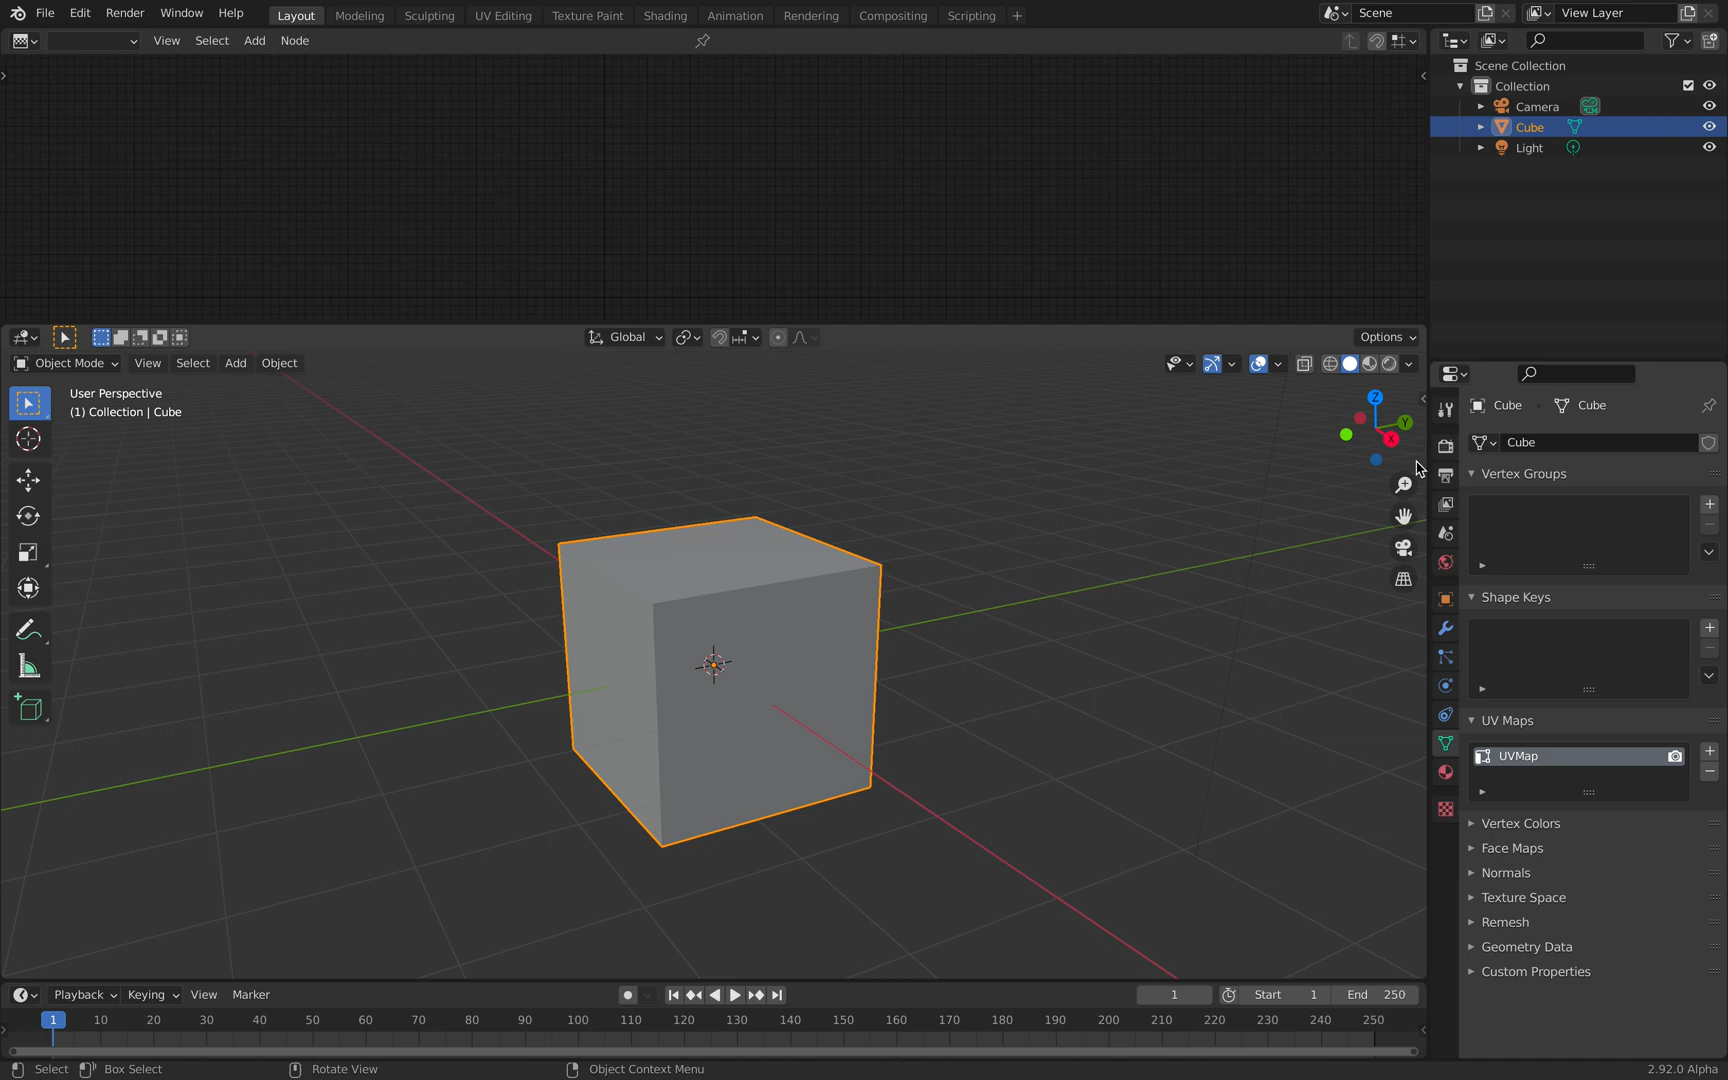 File Edit Render Window Help Layout Modeling Sculpting UV Editing Texture Paint Shading Animation Rendering Compositing Scripting + Scene View Layer
View Select Add Node
Scene Collection
Collection
Camera
Cube
Light
Global Options
Object Mode View Select Add Object
User Perspective
(1) Collection | Cube
Z
Y
X
Cube Cube
Cube
Vertex Groups
Shape Keys
UV Maps
UVMap
Vertex Colors
Face Maps
Normals
Texture Space
Remesh
Geometry Data
Custom Properties
Playback Keying View Marker 1 Start 1 End 250
1 10 20 30 40 50 60 70 80 90 100 110 120 130 140 150 160 170 180 190 200 210 220 230 240 250
Select Box Select Rotate View Object Context Menu 2.92.0 Alpha